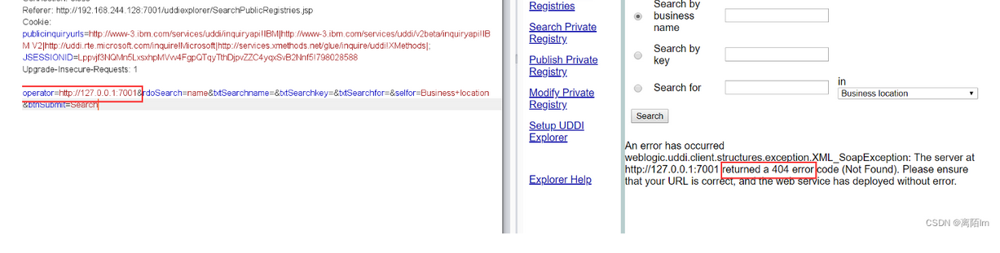 Connection: close
Referer: http://192.168.244.128:7001/uddiexplorer/SearchPublicRegistries.jsp
Cookie:
publicinquiryurls=http://www-3.ibm.com/services/uddi/inquiryapi!IBM|http://www-3.ibm.com/services/uddi/v2beta/inquiryapi!IB
M V2|http://uddi.rte.microsoft.com/inquire!Microsoft|http://services.xmethods.net/glue/inquire/uddi!XMethods|;
Upgrade-Insecure-Requests: 1
operator=http://127.0.0.1:7001&rdoSearch=name&txtSearchname=&txtSearchkey=&txtSearchfor=&selfor=Business+location
&btnSubmit=Search
Registries
Search Private
Registry
Publish Private
Registry
Modify Private
Registry
Setup UDDI
Explorer
Explorer Help
Search by
business
name
Search by
key
Search for
in
Business location
Search
An error has occurred
weblogic.uddi.client.structures.exception.XML_SoapException: The server at
http://127.0.0.1:7001 returned a 404 error code (Not Found). Please ensure
that your URL is correct, and the web service has deployed without error.
CSDN @离陌lm